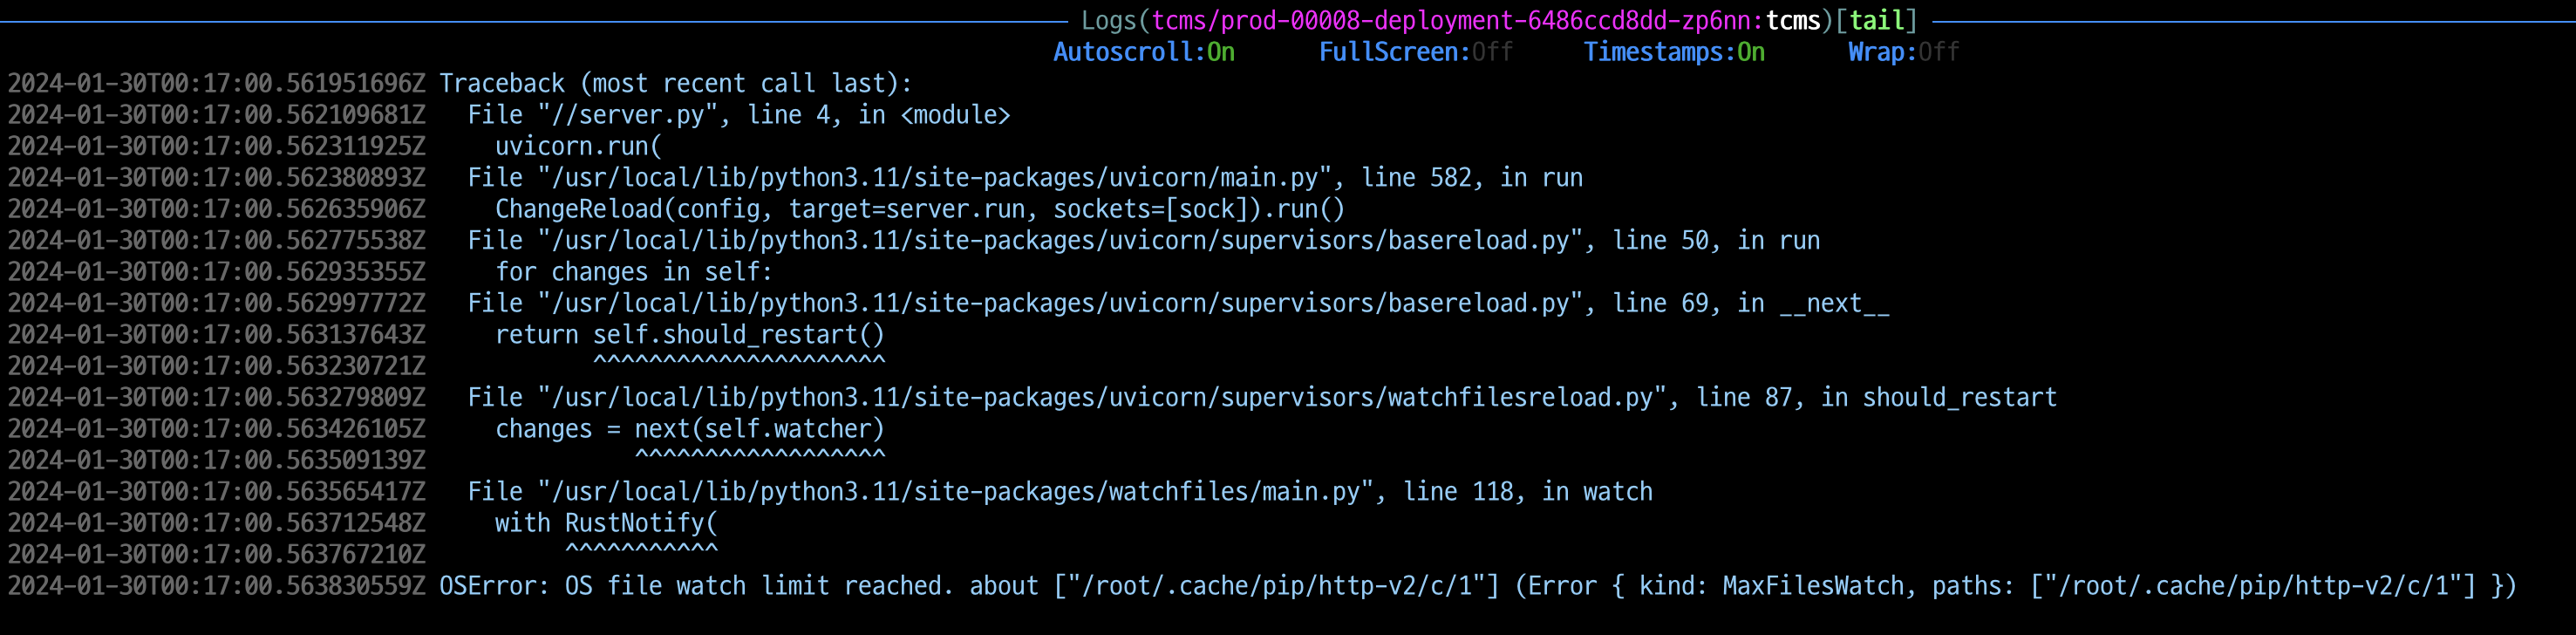 Logs(tcms/prod-00008-deployment-6486ccd8dd-zp6nn:tcms)[tail]
Autoscroll:On FullScreen:Off Timestamps:On Wrap:Off
2024-01-30T00:17:00.561951696Z Traceback (most recent call last):
2024-01-30T00:17:00.562109681Z   File "//server.py", line 4, in <module>
2024-01-30T00:17:00.562311925Z     uvicorn.run(
2024-01-30T00:17:00.562380893Z   File "/usr/local/lib/python3.11/site-packages/uvicorn/main.py", line 582, in run
2024-01-30T00:17:00.562635906Z     ChangeReload(config, target=server.run, sockets=[sock]).run()
2024-01-30T00:17:00.562775538Z   File "/usr/local/lib/python3.11/site-packages/uvicorn/supervisors/basereload.py", line 50, in run
2024-01-30T00:17:00.562935355Z     for changes in self:
2024-01-30T00:17:00.562997772Z   File "/usr/local/lib/python3.11/site-packages/uvicorn/supervisors/basereload.py", line 69, in __next__
2024-01-30T00:17:00.563137643Z     return self.should_restart()
2024-01-30T00:17:00.563230721Z            ^^^^^^^^^^^^^^^^^^^^^
2024-01-30T00:17:00.563279809Z   File "/usr/local/lib/python3.11/site-packages/uvicorn/supervisors/watchfilesreload.py", line 87, in should_restart
2024-01-30T00:17:00.563426105Z     changes = next(self.watcher)
2024-01-30T00:17:00.563509139Z               ^^^^^^^^^^^^^^^^^^
2024-01-30T00:17:00.563565417Z   File "/usr/local/lib/python3.11/site-packages/watchfiles/main.py", line 118, in watch
2024-01-30T00:17:00.563712548Z     with RustNotify(
2024-01-30T00:17:00.563767210Z          ^^^^^^^^^^^
2024-01-30T00:17:00.563830559Z OSError: OS file watch limit reached. about ["/root/.cache/pip/http-v2/c/1"] (Error { kind: MaxFilesWatch, paths: ["/root/.cache/pip/http-v2/c/1"] })